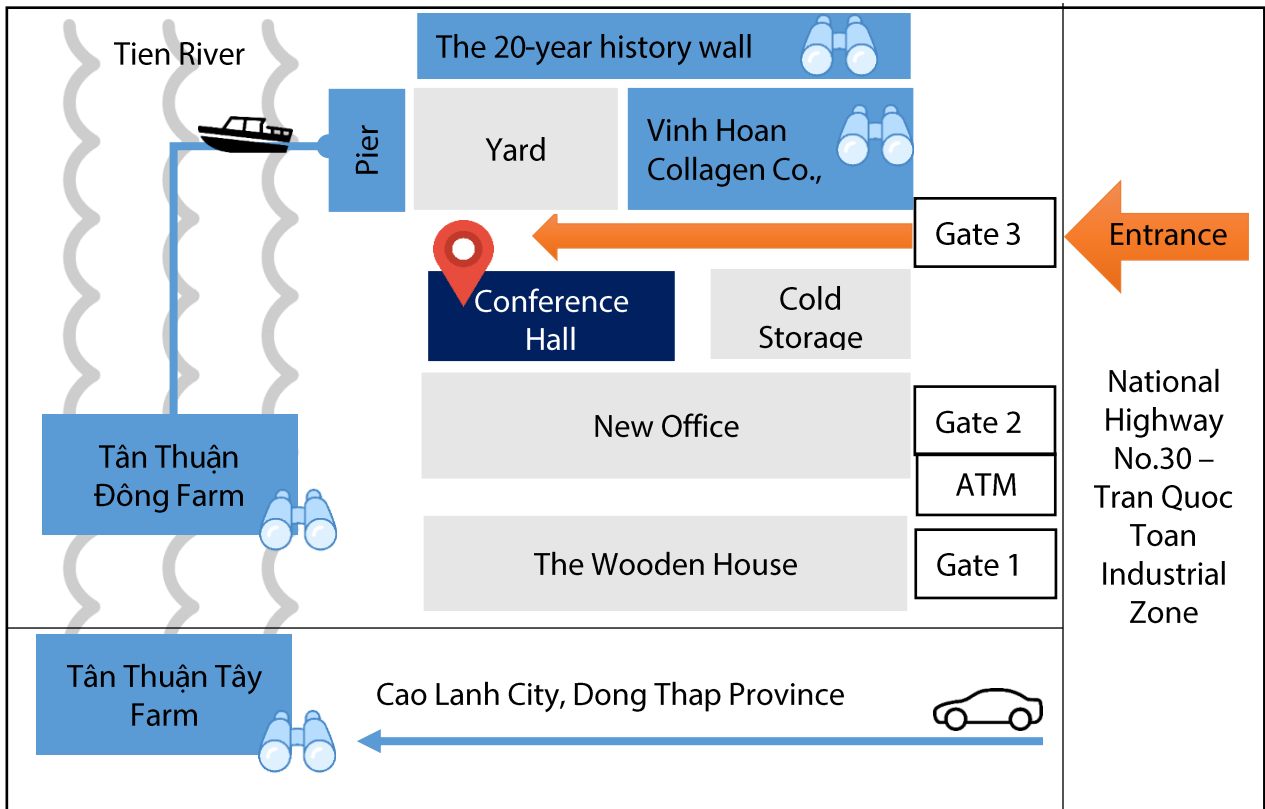 Tien River
The 20-year history wall
Pier
Yard
Vinh Hoan
Collagen Co.,
Gate 3
Entrance
Conference
Hall
Cold
Storage
New Office
Gate 2
ATM
National
Highway
No.30 –
Tran Quoc
Toan
Industrial
Zone
Tân Thuận
Đông Farm
The Wooden House
Gate 1
Tân Thuận Tây
Farm
Cao Lanh City, Dong Thap Province